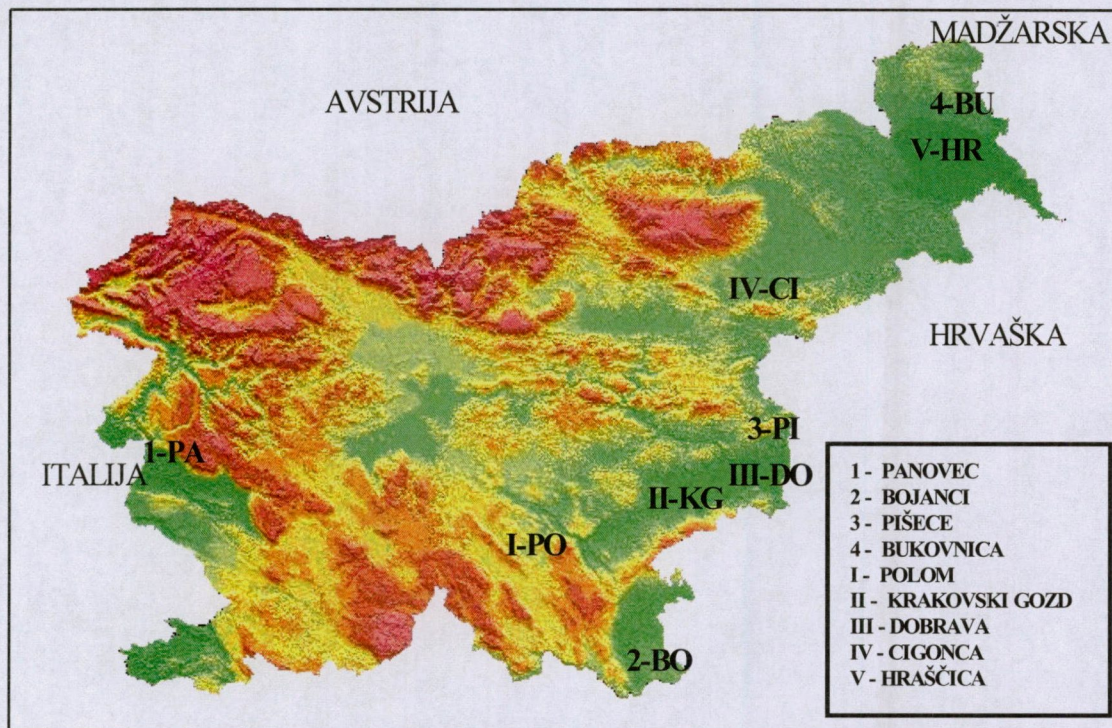 MADŽARSKA
AVSTRIJA
4-BU
V-HR
IV-CI
HRVAŠKA
3-PI
1-PA
ITALIJA
III-DO
II-KG
I-PO
2-BO
1 - PANOVEC
2 - BOJANCI
3 - PIŠECE
4 - BUKOVNICA
I - POLOM
II - KRAKOVSKI GOZD
III - DOBRAVA
IV - CIGONCA
V - HRAŠČICA